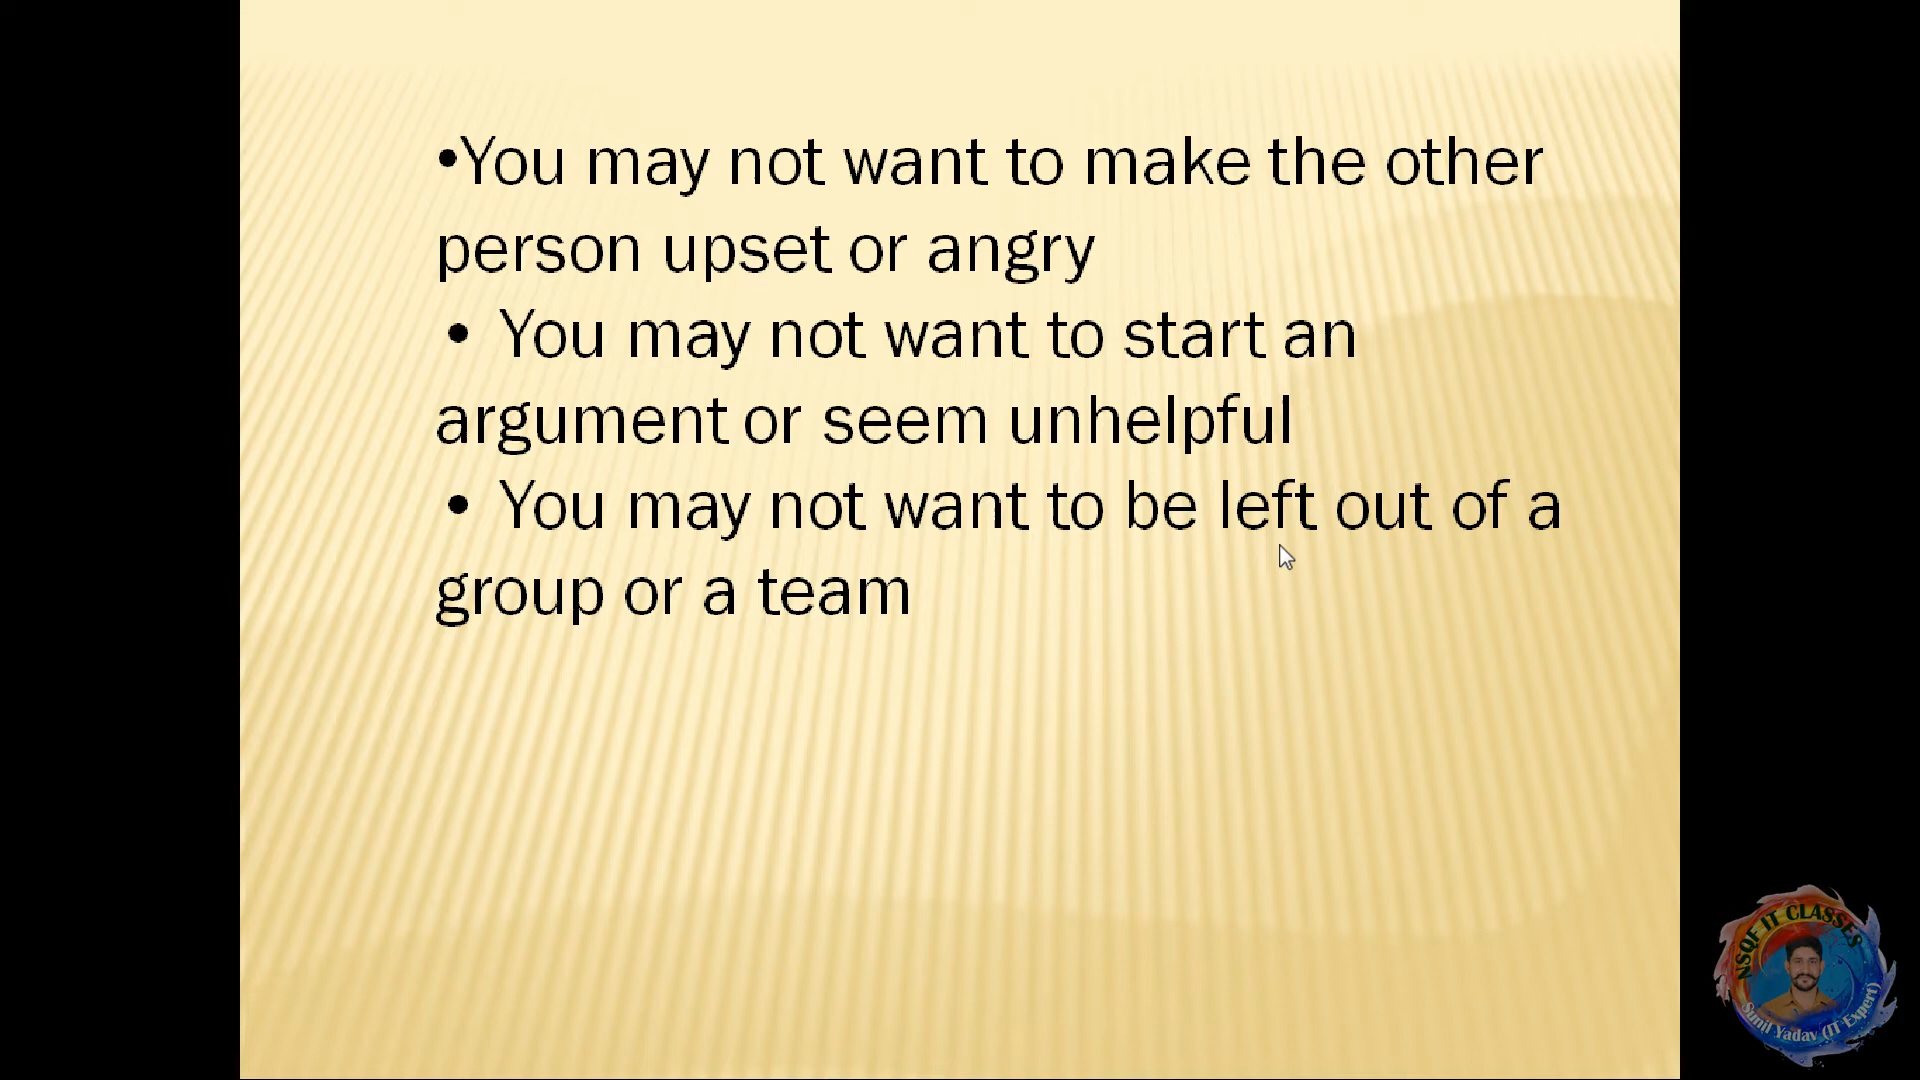 •You may not want to make the other
person upset or angry
• You may not want to start an
argument or seem unhelpful
• You may not want to be left out of a
group or a team
NSQF IT CLASSES
Sunil Yadav (IT Expert)